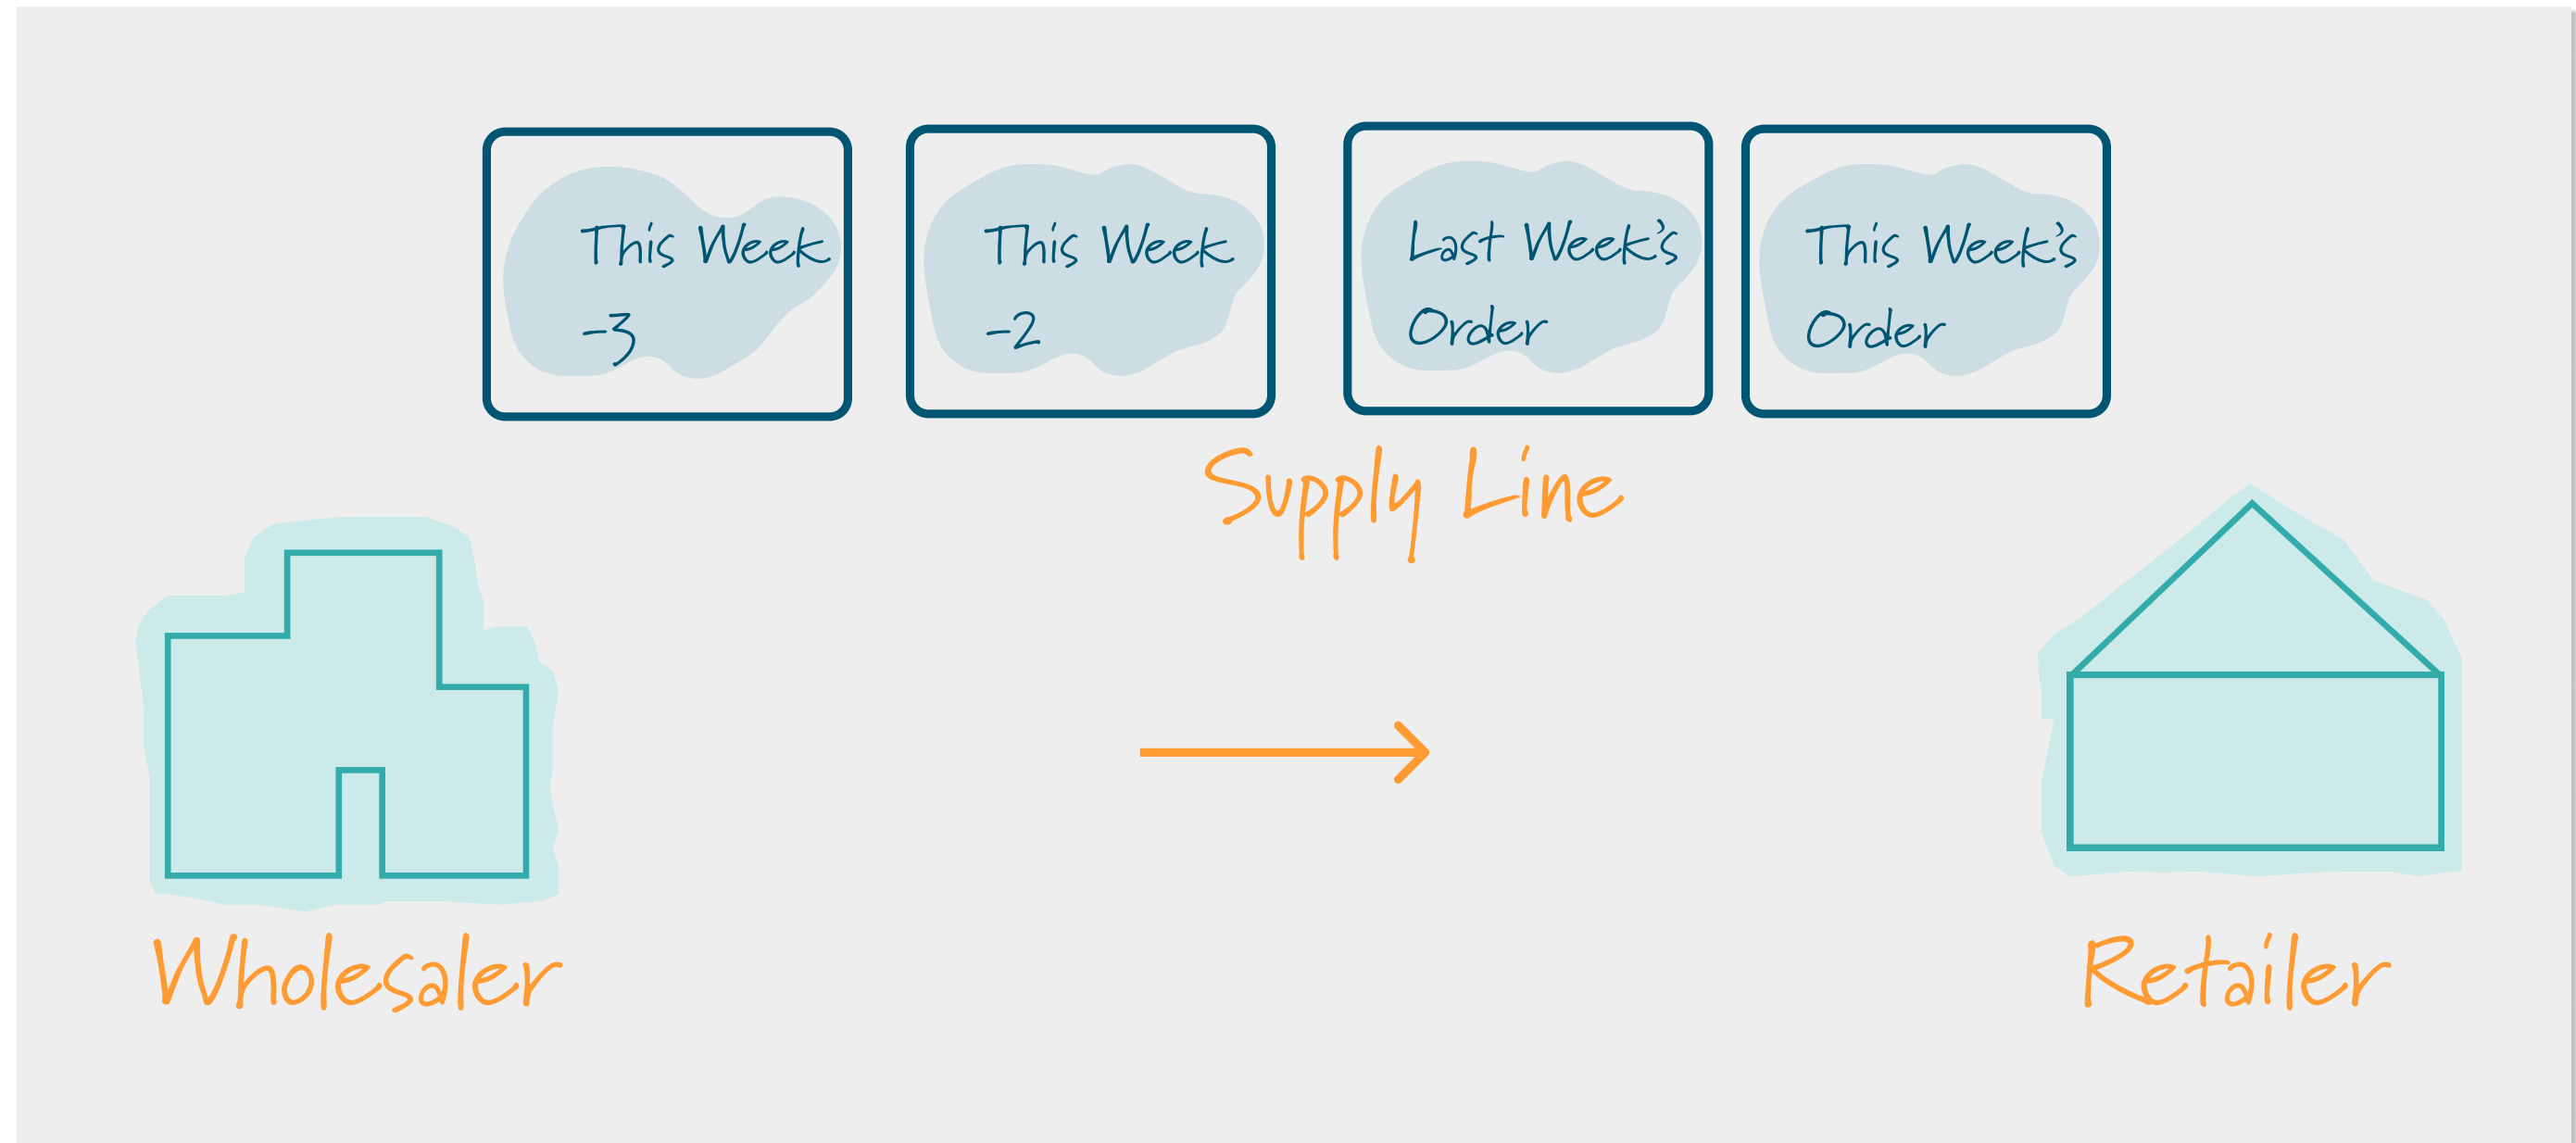 This Week
-3
This Week
-2
Last Week's
Order
This Week's
Order
Supply Line
Wholesaler
Retailer